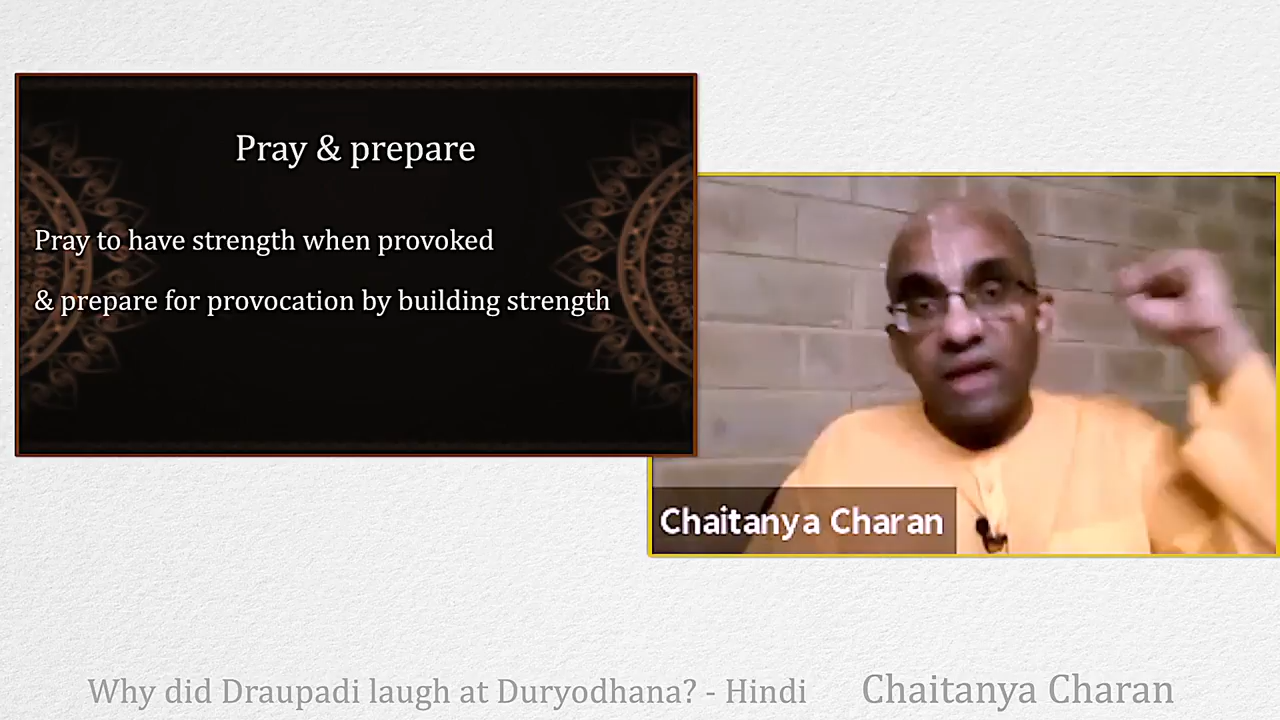 Pray & prepare
Pray to have strength when provoked
& prepare for provocation by building strength
Chaitanya Charan
Why did Draupadi laugh at Duryodhana? - Hindi
Chaitanya Charan